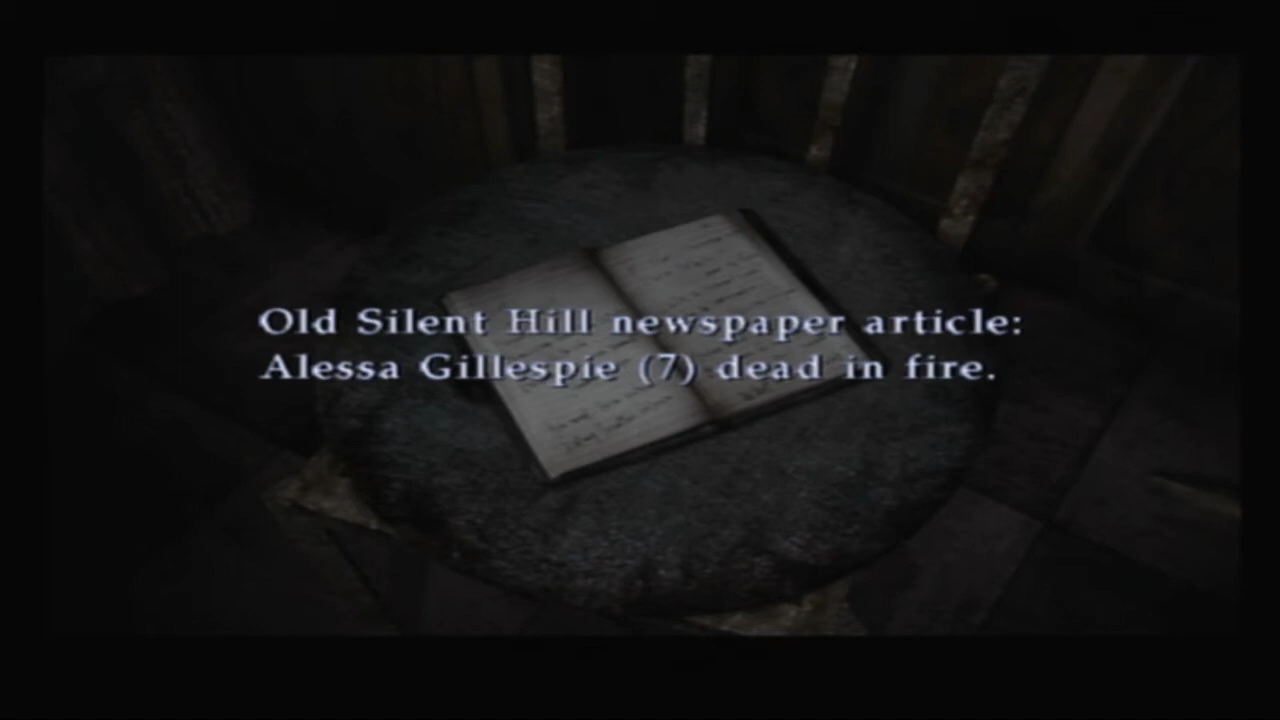 Old Silent Hill newspaper article:
Alessa Gillespie (7) dead in fire.